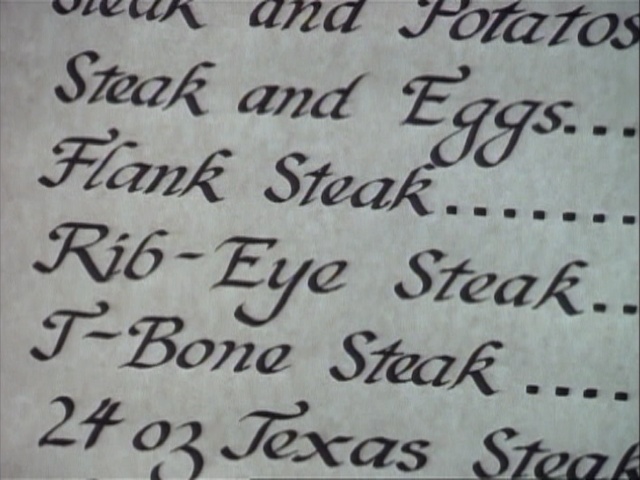 Steak and Potatos
Steak and Eggs...
Flank Steak.......
Rib-Eye Steak..
T-Bone Steak ....
24 oz Texas Steak